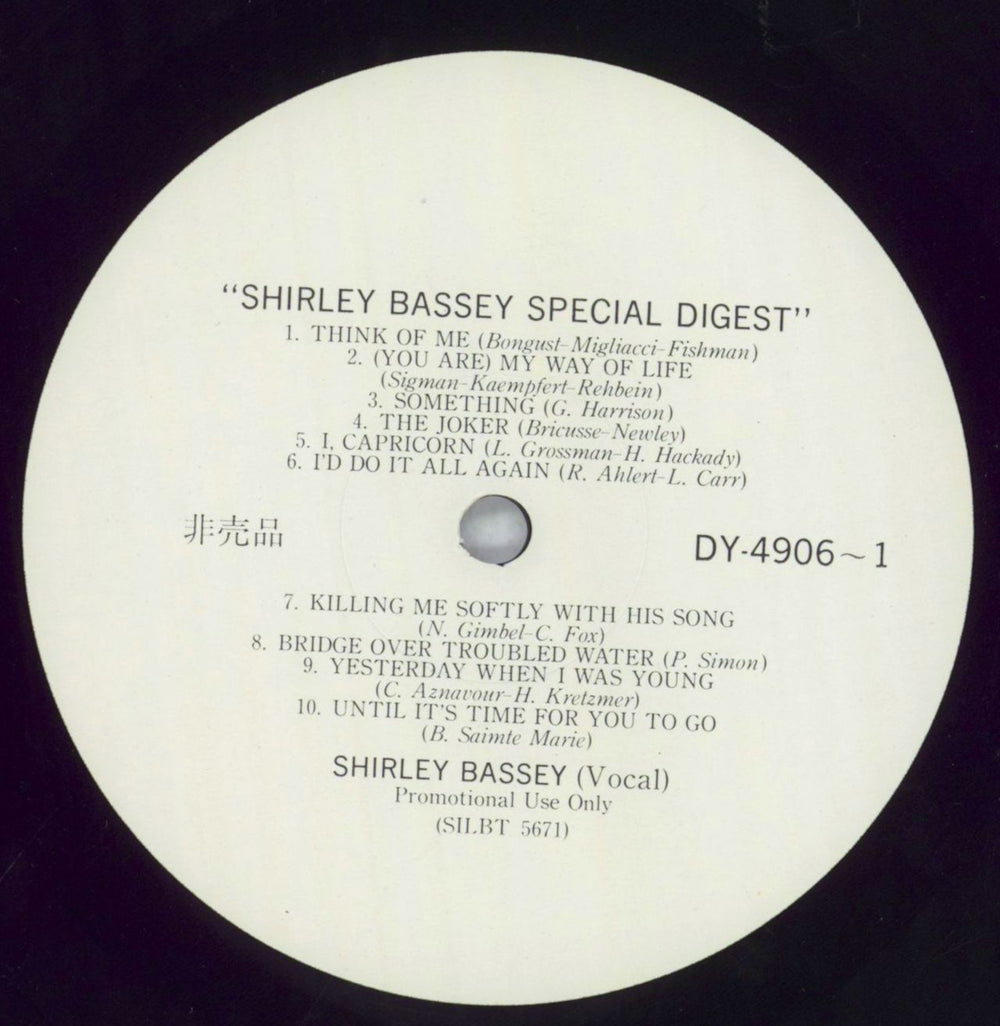 “SHIRLEY BASSEY SPECIAL DIGEST”
1. THINK OF ME (Bongust-Migliacci-Fishman)
2. (YOU ARE) MY WAY OF LIFE
(Sigman-Kaempfert-Rehbein)
3. SOMETHING (G. Harrison)
4. THE JOKER (Bricusse-Newley)
5. I, CAPRICORN (L. Grossman-H. Hackady)
6. I'D DO IT ALL AGAIN (R. Ahlert-L. Carr)
非売品
DY-4906～1
7. KILLING ME SOFTLY WITH HIS SONG
(N. Gimbel-C. Fox)
8. BRIDGE OVER TROUBLED WATER (P. Simon)
9. YESTERDAY WHEN I WAS YOUNG
(C. Aznavour-H. Kretzmer)
10. UNTIL IT'S TIME FOR YOU TO GO
(B. Saimte Marie)
SHIRLEY BASSEY (Vocal)
Promotional Use Only
(SILBT 5671)